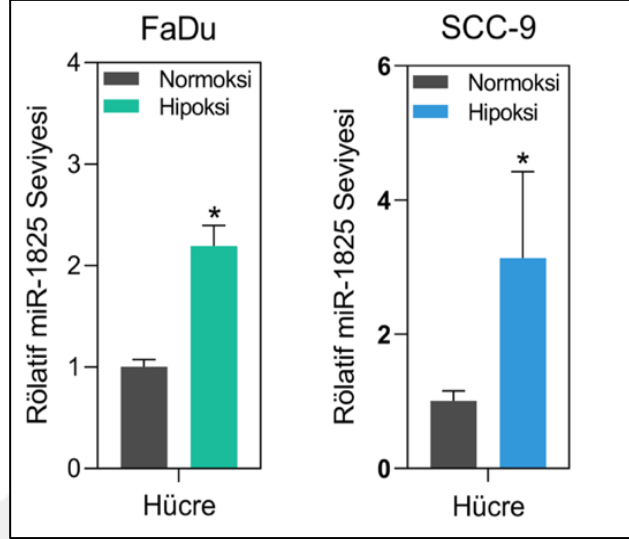 FaDu
Rölatif miR-1825 Seviyesi
4
3
2
1
0
Normoksi
Hipoksi
*
Hücre
SCC-9
Rölatif miR-1825 Seviyesi
6
4
2
0
Normoksi
Hipoksi
*
Hücre